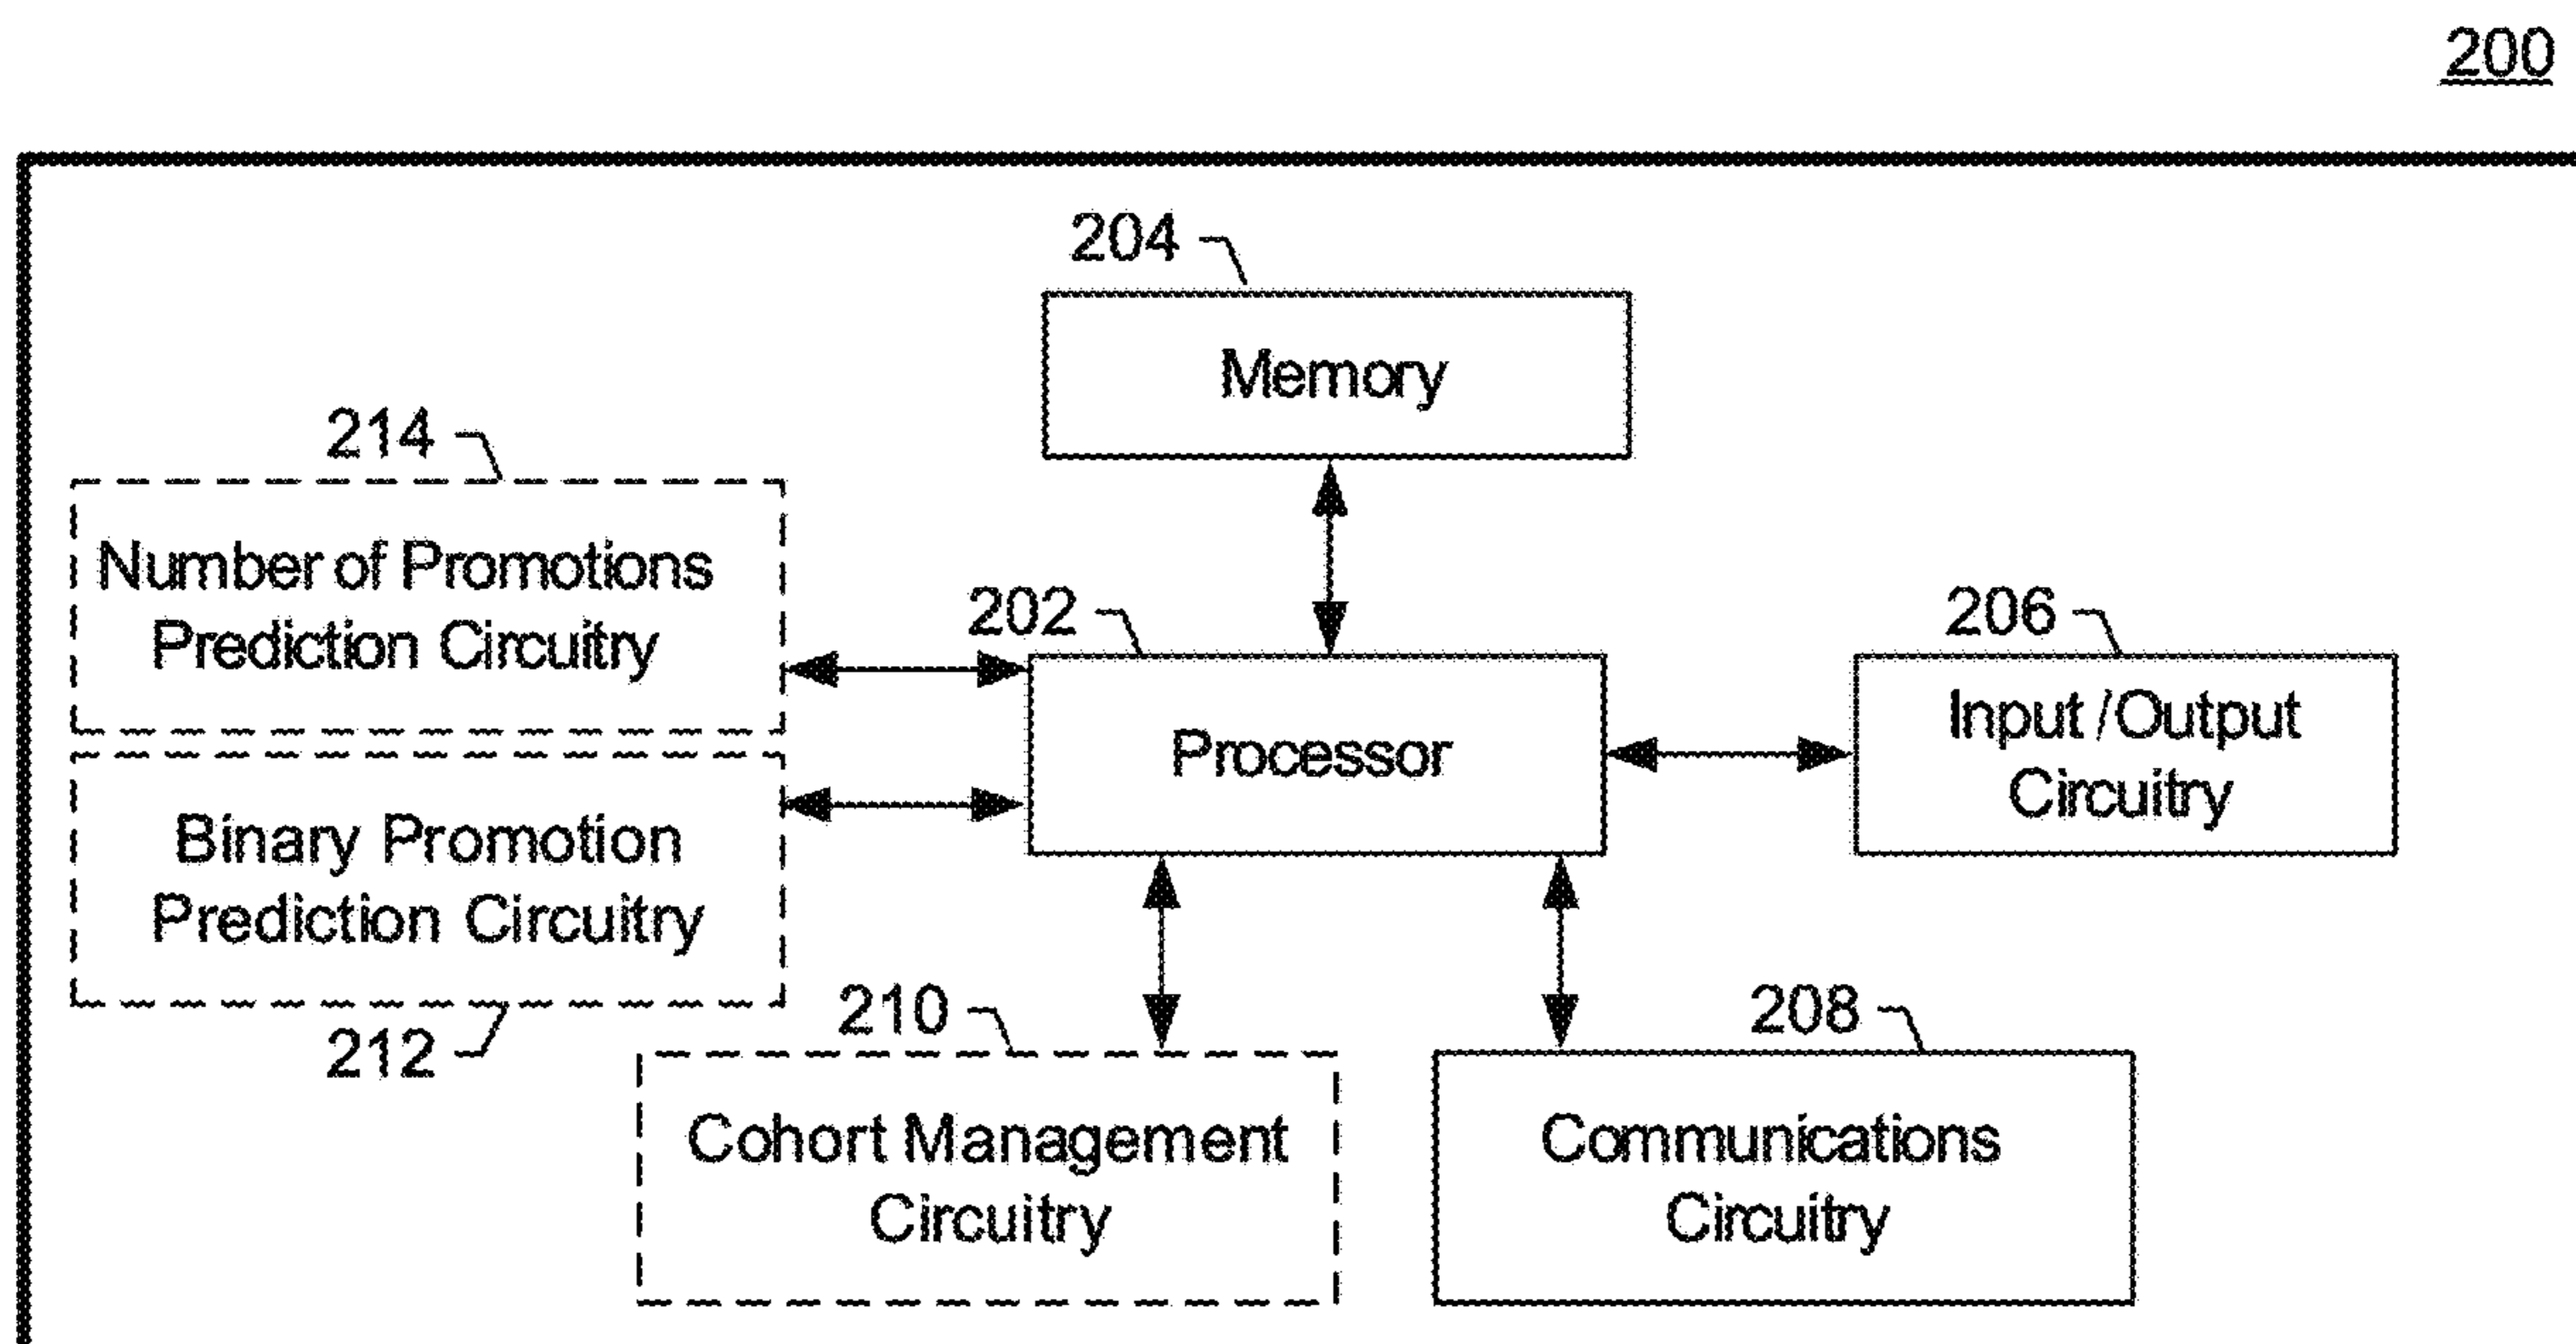 200
204
Memory
214
Number of Promotions
Prediction Circuitry
202
Processor
206
Input /Output
Circuitry
Binary Promotion
Prediction Circuitry
212
210
Cohort Management
Circuitry
208
Communications
Circuitry